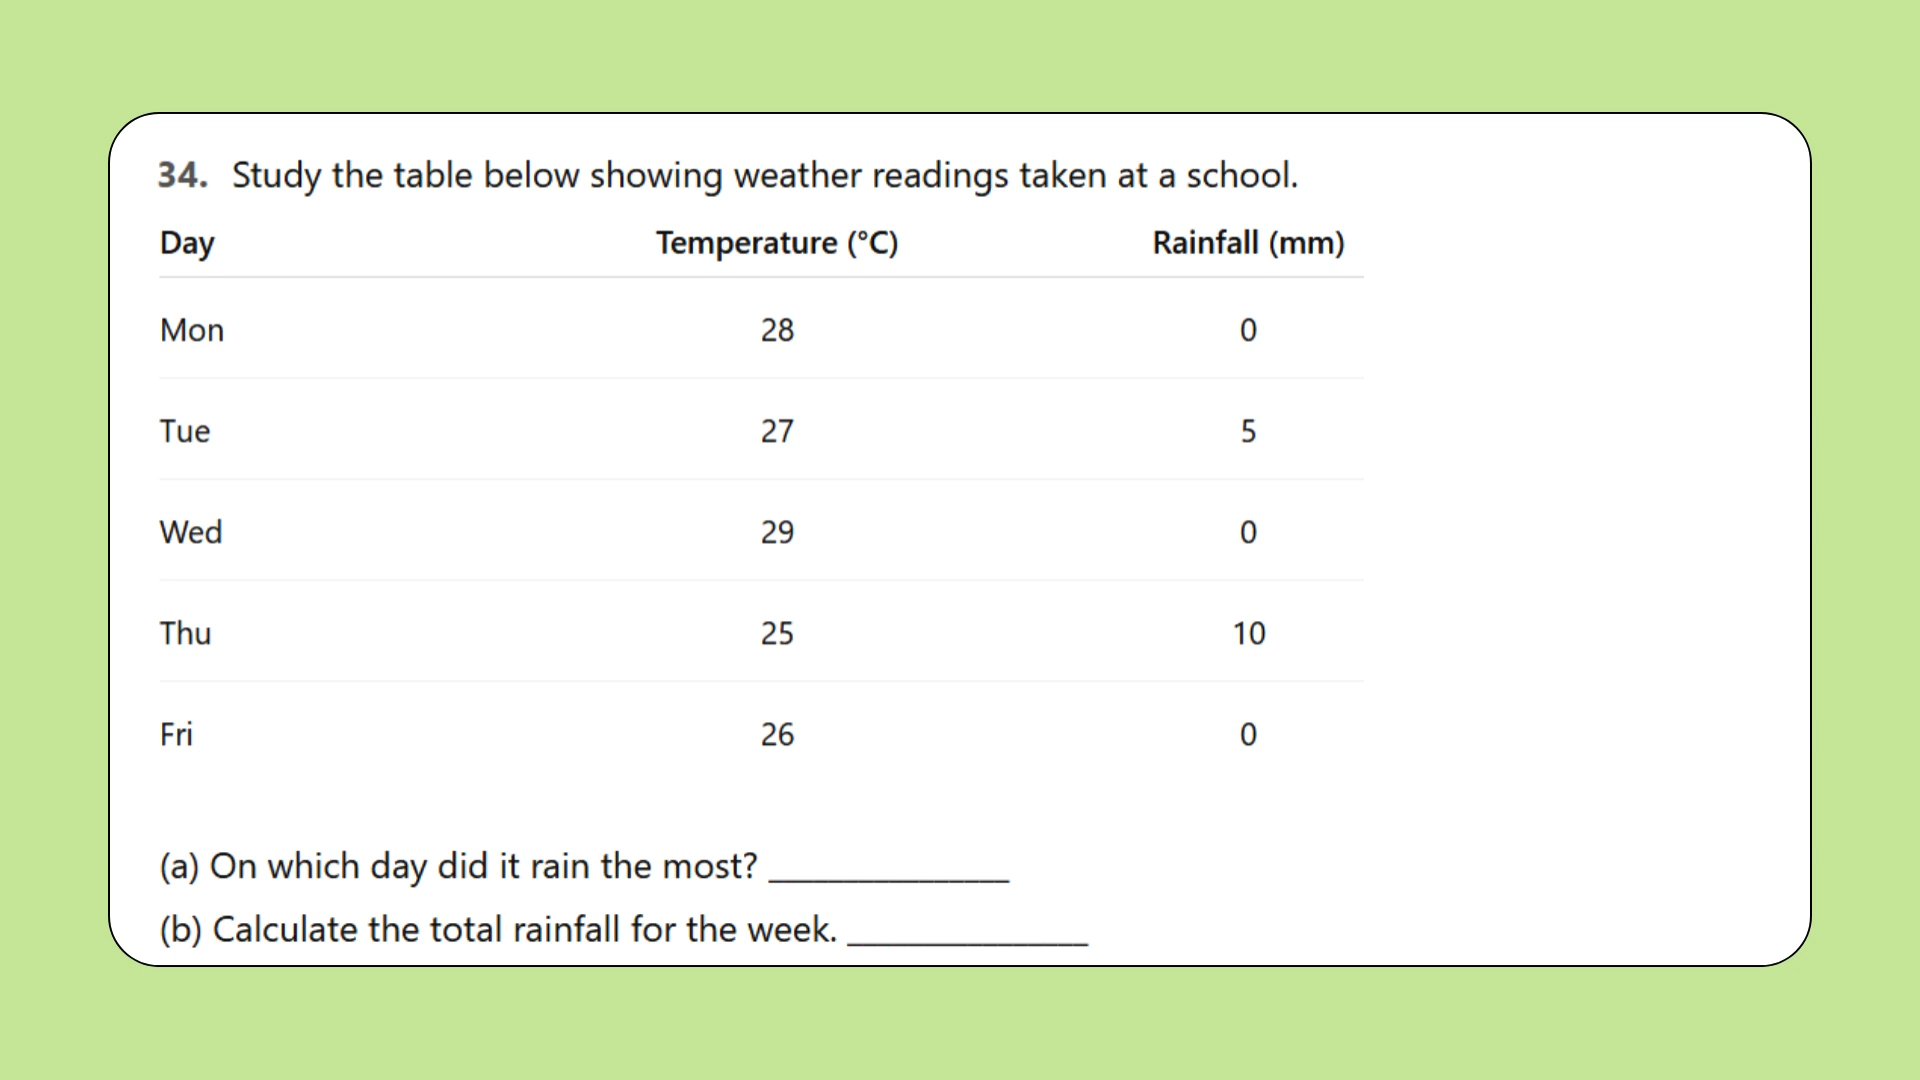 34. Study the table below showing weather readings taken at a school.
Day Temperature (°C) Rainfall (mm)
Mon 28 0
Tue 27 5
Wed 29 0
Thu 25 10
Fri 26 0
(a) On which day did it rain the most? _______________
(b) Calculate the total rainfall for the week. _______________